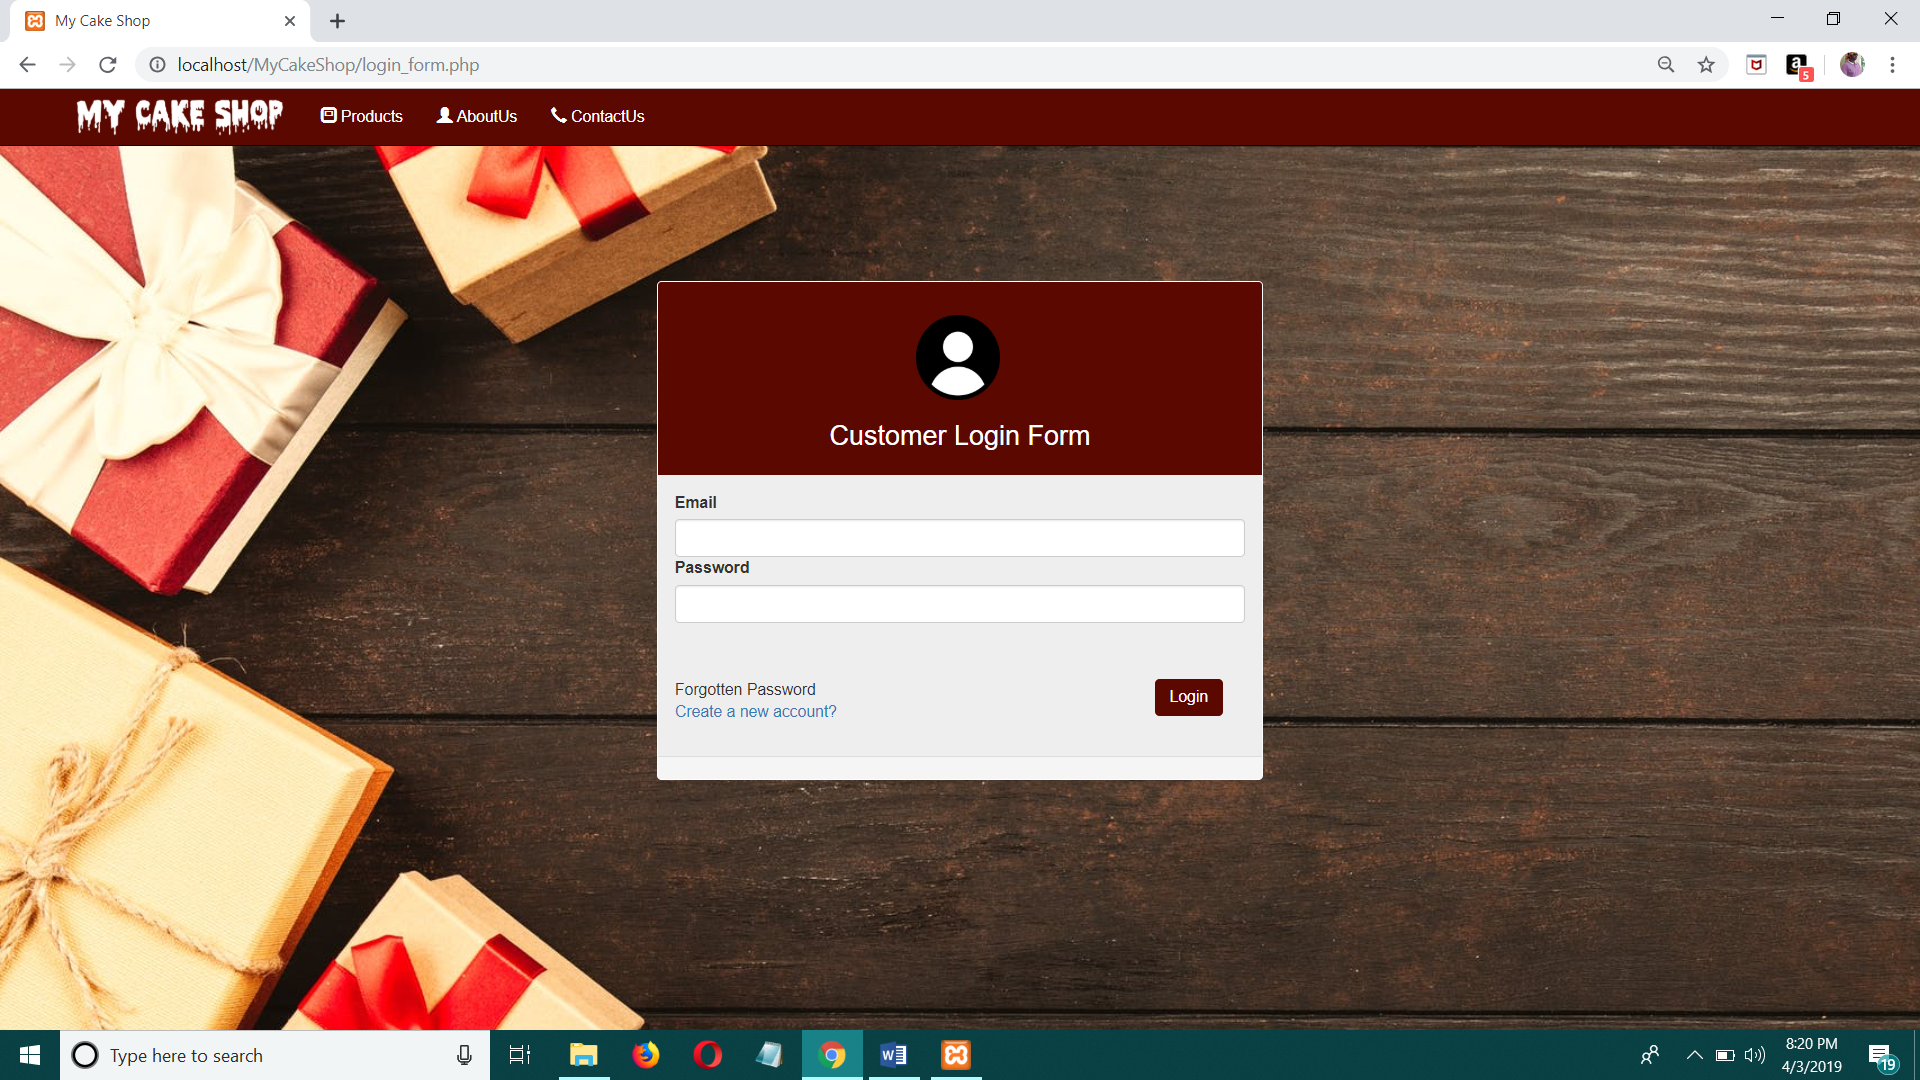 My Cake Shop
localhost/MyCakeShop/login_form.php
5
MY CAKE SHOP
Products
AboutUs
ContactUs
Customer Login Form
Email
Password
Forgotten Password
Create a new account?
Login
Type here to search
8:20 PM
4/3/2019
19